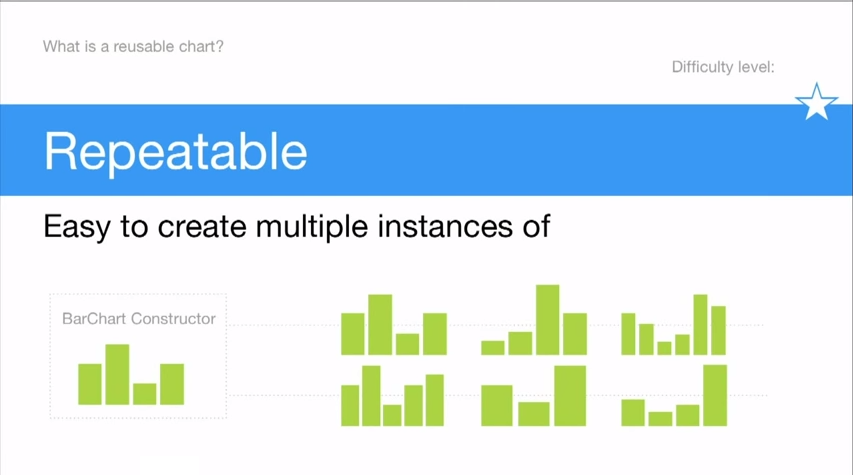 What is a reusable chart?
Difficulty level:
Repeatable
Easy to create multiple instances of
BarChart Constructor